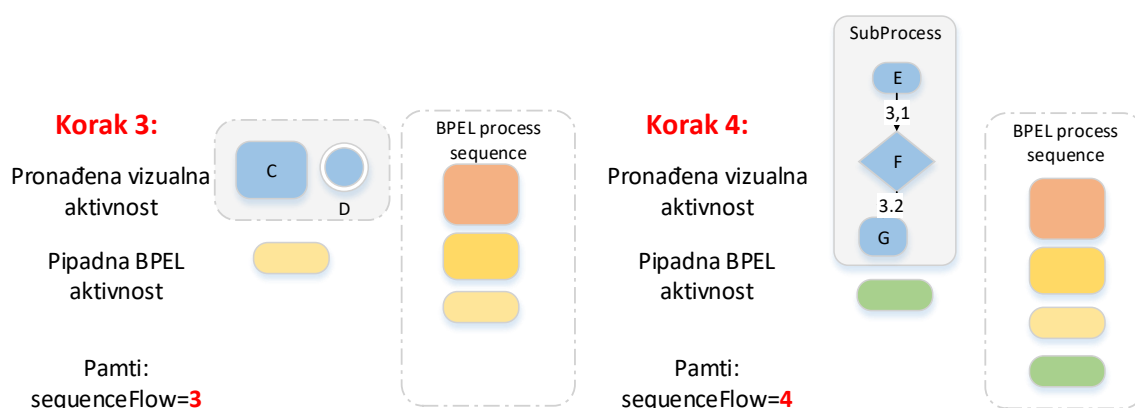 Korak 3:
Pronađena vizualna
aktivnost
Pipadna BPEL
aktivnost
Pamti:
sequenceFlow=3
C
D
BPEL process
sequence
Korak 4:
Pronađena vizualna
aktivnost
Pipadna BPEL
aktivnost
Pamti:
sequenceFlow=4
SubProcess
E
3,1
F
3.2
G
BPEL process
sequence